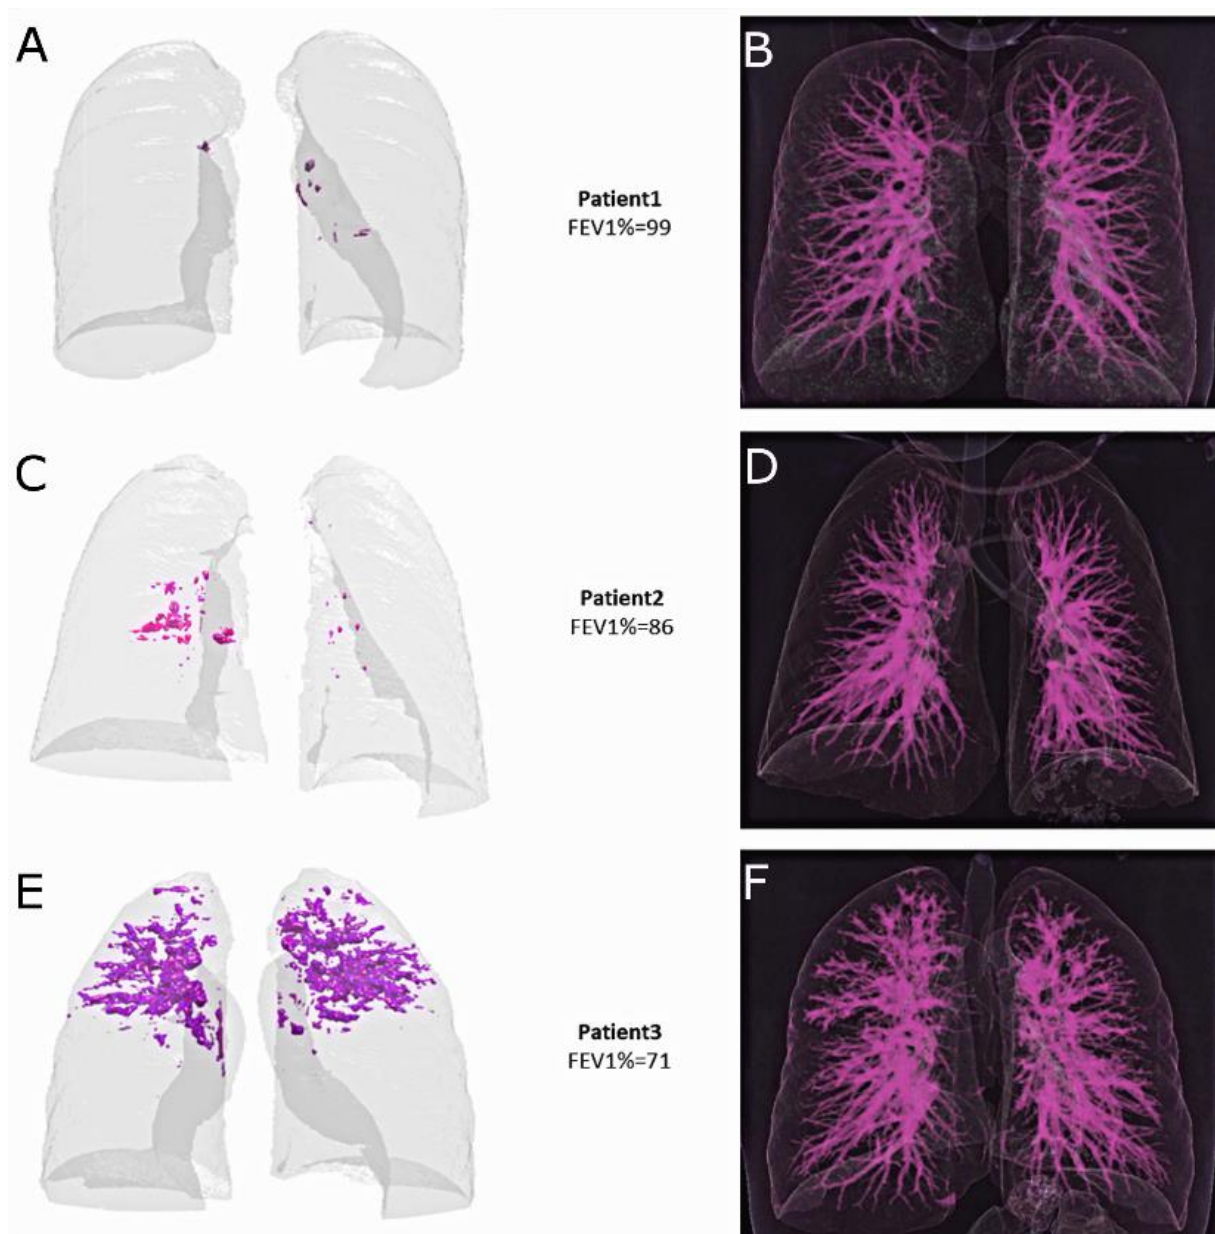 A
B
Patient1
FEV1%=99
C
D
Patient2
FEV1%=86
E
F
Patient3
FEV1%=71